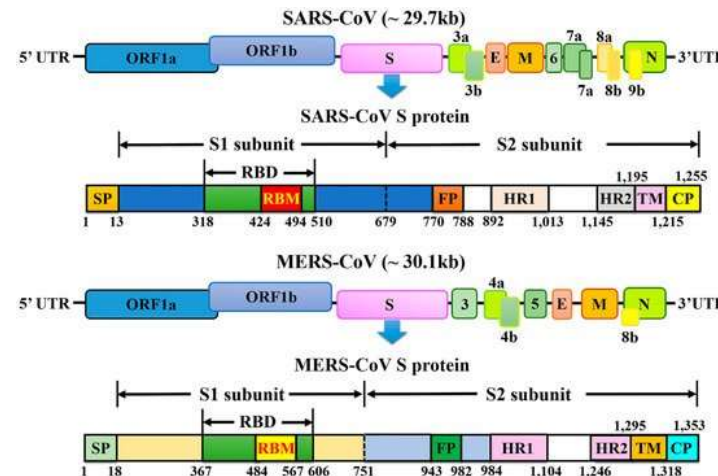 SARS-CoV (~ 29.7kb)
3a 7a 8a
5' UTR ORF1a ORF1b S E M 6 N 3'UTR
3b 7a 8b 9b
SARS-CoV S protein
S1 subunit S2 subunit
RBD 1,195 1,255
SP RBM FP HR1 HR2 TM CP
1 13 318 424 494 510 679 770 788 892 1,013 1,145 1,215
MERS-CoV (~ 30.1kb)
4a
5' UTR ORF1a ORF1b S 3 5 E M N 3'UTR
4b 8b
MERS-CoV S protein
S1 subunit S2 subunit
RBD 1,295 1,353
SP RBM FP HR1 HR2 TM CP
1 18 367 484 567 606 751 943 982 984 1,104 1,246 1,318